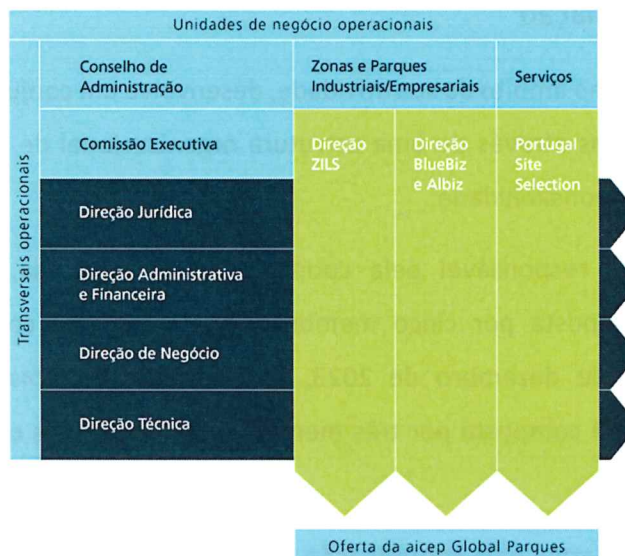 Unidades de negócio operacionais
Transversais operacionais
Conselho de
Administração
Zonas e Parques
Industriais/Empresariais
Serviços
Comissão Executiva
Direção
ZILS
Direção
BlueBiz
e Albiz
Portugal
Site
Selection
Direção Jurídica
Direção Administrativa
e Financeira
Direção de Negócio
Direção Técnica
Oferta da aicep Global Parques